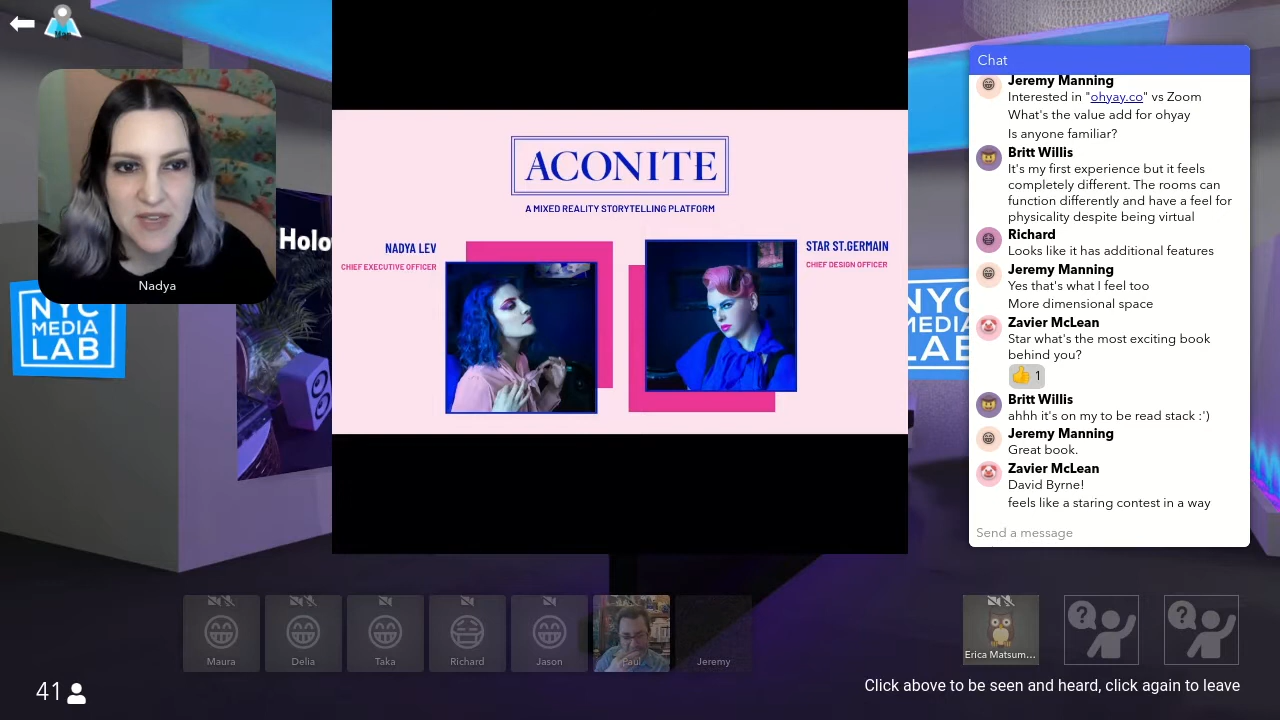 Map
Nadya
Holo
NYC
MEDIA
LAB
ACONITE
A MIXED REALITY STORYTELLING PLATFORM
NADYA LEV
CHIEF EXECUTIVE OFFICER
STAR ST.GERMAIN
CHIEF DESIGN OFFICER
NYC
MEDIA
LAB
Chat
Jeremy Manning
Interested in "ohyay.co" vs Zoom
What's the value add for ohyay
Is anyone familiar?
Britt Willis
It's my first experience but it feels
completely different. The rooms can
function differently and have a feel for
physicality despite being virtual
Richard
Looks like it has additional features
Jeremy Manning
Yes that's what I feel too
More dimensional space
Zavier McLean
Star what's the most exciting book
behind you?
1
Britt Willis
ahhh it's on my to be read stack :')
Jeremy Manning
Great book.
Zavier McLean
David Byrne!
feels like a staring contest in a way
Send a message
Maura
Delia
Taka
Richard
Jason
Paul
Jeremy
Erica Matsum...
? ?
41
Click above to be seen and heard, click again to leave